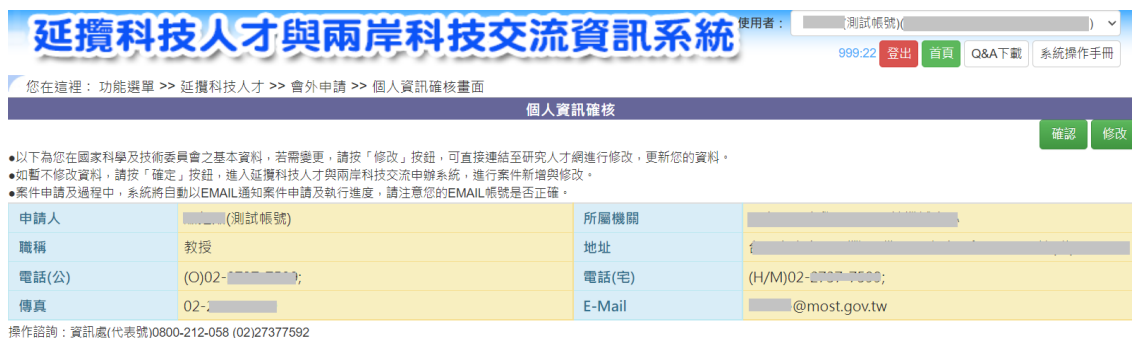 延攬科技人才與兩岸科技交流資訊系統
使用者： (測試帳號)( )
999:22 登出 首頁 Q&A下載 系統操作手冊
您在這裡： 功能選單 >> 延攬科技人才 >> 會外申請 >> 個人資訊確核畫面
個人資訊確核
確認 修改
●以下為您在國家科學及技術委員會之基本資料，若需變更，請按「修改」按鈕，可直接連結至研究人才網進行修改，更新您的資料。
●如暫不修改資料，請按「確定」按鈕，進入延攬科技人才與兩岸科技交流申辦系統，進行案件新增與修改。
●案件申請及過程中，系統將自動以EMAIL通知案件申請及執行進度，請注意您的EMAIL帳號是否正確。
申請人 (測試帳號) 所屬機關
職稱 教授 地址
電話(公) (O)02- ; 電話(宅) (H/M)02- ;
傳真 02- E-Mail @most.gov.tw
操作諮詢：資訊處(代表號)0800-212-058 (02)27377592